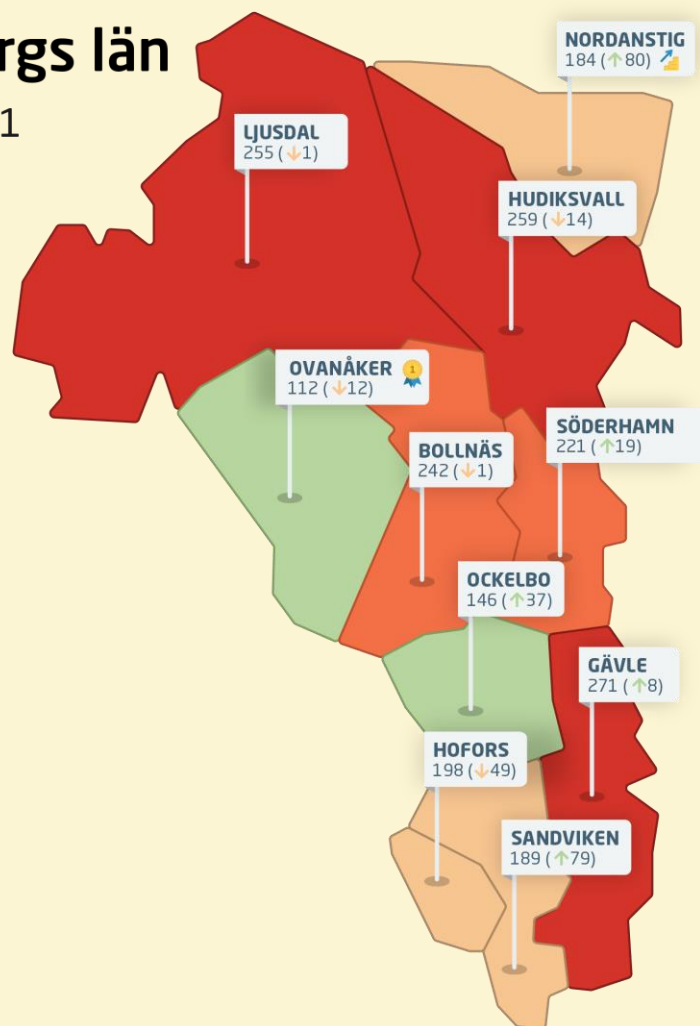 rgs län
1
NORDANSTIG
184 (↑80)
LJUSDAL
255 (↓1)
HUDIKSVALL
259 (↓14)
OVANÅKER
1
112 (↓12)
SÖDERHAMN
221 (↑19)
BOLLNÄS
242 (↓1)
OCKELBO
146 (↑37)
GÄVLE
271 (↑8)
HOFORS
198 (↓49)
SANDVIKEN
189 (↑79)